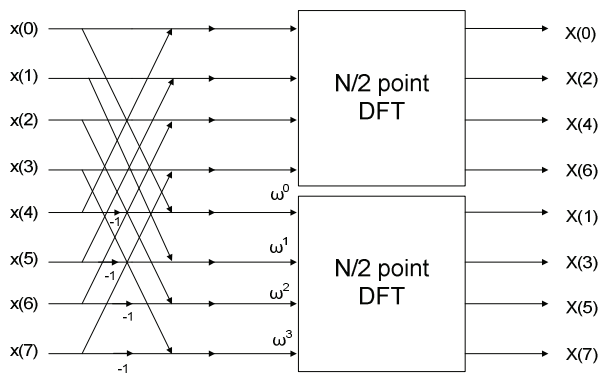 x(0)
x(1)
x(2)
x(3)
x(4)
x(5)
x(6)
x(7)
-1
-1
-1
-1
ω⁰
ω¹
ω²
ω³
N/2 point
DFT
N/2 point
DFT
X(0)
X(2)
X(4)
X(6)
X(1)
X(3)
X(5)
X(7)